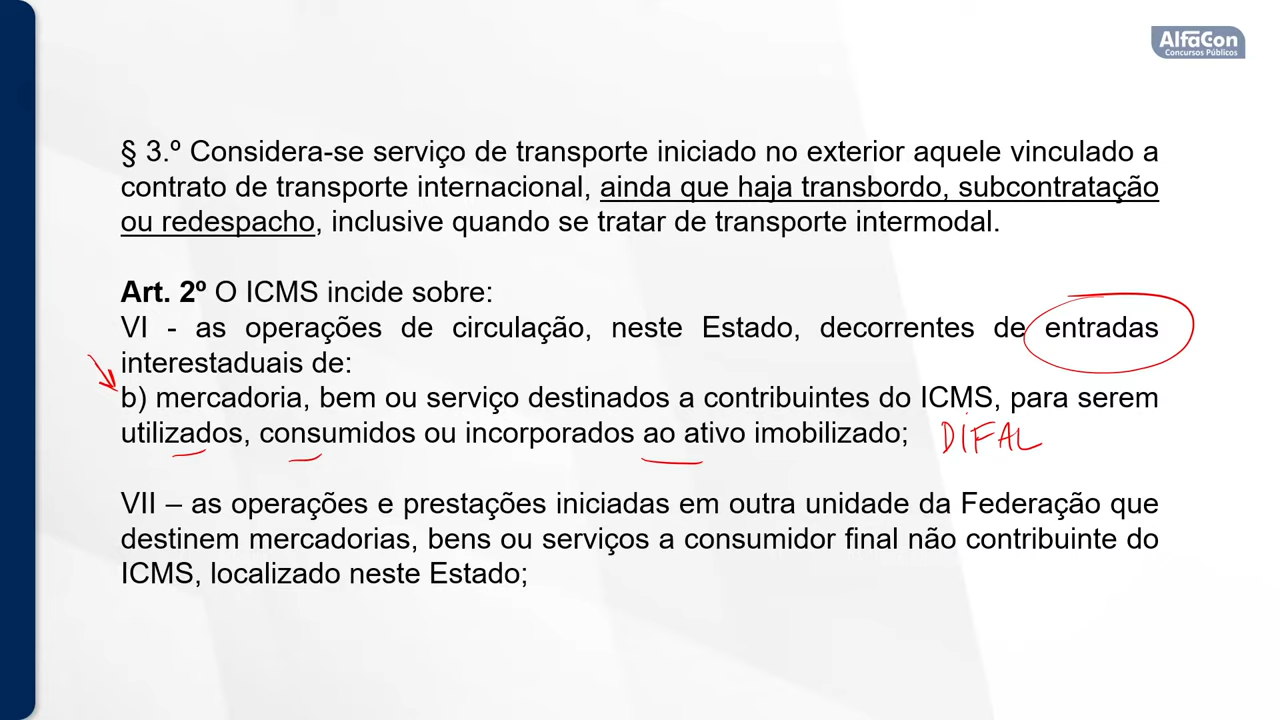 AlfaCon
Concursos Públicos
§ 3.º Considera-se serviço de transporte iniciado no exterior aquele vinculado a
contrato de transporte internacional, ainda que haja transbordo, subcontratação
ou redespacho, inclusive quando se tratar de transporte intermodal.
Art. 2º O ICMS incide sobre:
VI - as operações de circulação, neste Estado, decorrentes de entradas
interestaduais de:
b) mercadoria, bem ou serviço destinados a contribuintes do ICMS, para serem
utilizados, consumidos ou incorporados ao ativo imobilizado; DIFAL
VII – as operações e prestações iniciadas em outra unidade da Federação que
destinem mercadorias, bens ou serviços a consumidor final não contribuinte do
ICMS, localizado neste Estado;